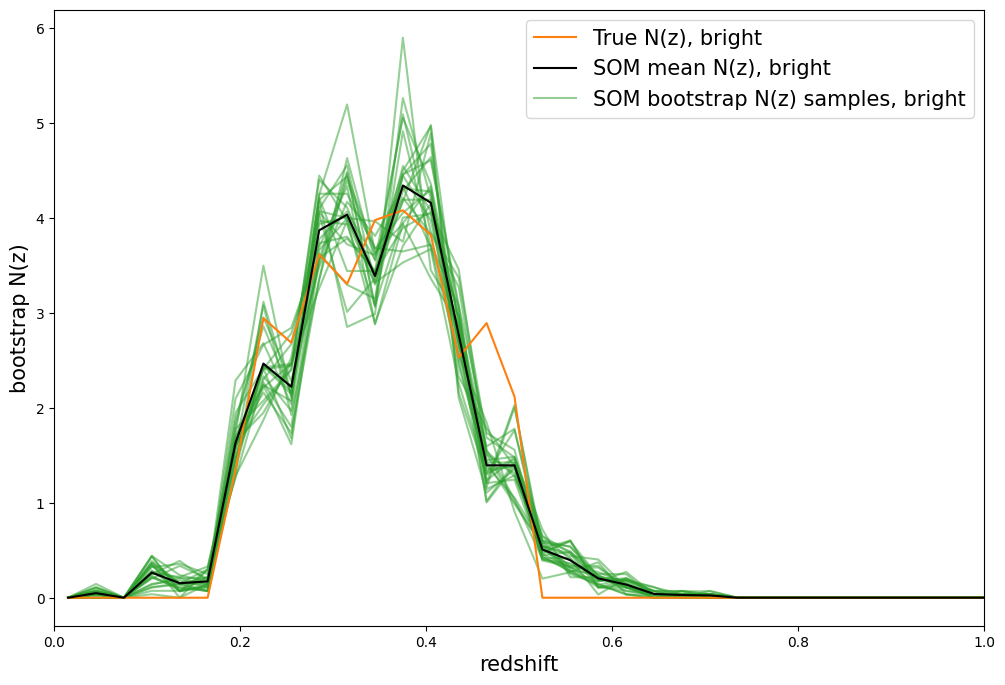 True N(z), bright
SOM mean N(z), bright
SOM bootstrap N(z) samples, bright
bootstrap N(z)
6
5
4
3
2
1
0
0.0 0.2 0.4 0.6 0.8 1.0
redshift